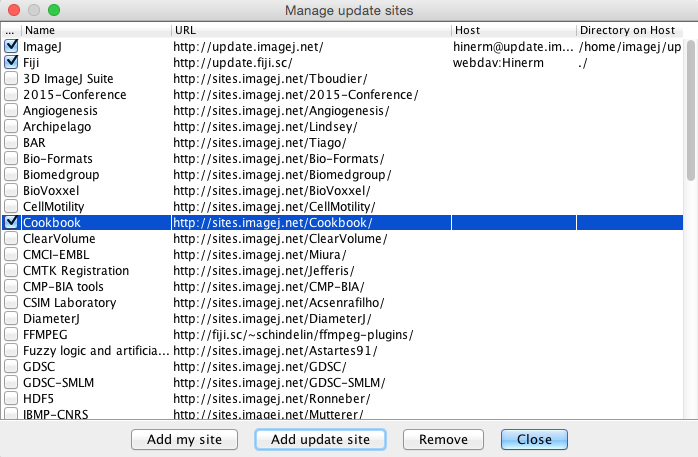 Manage update sites
... Name URL Host Directory on Host
ImageJ http://update.imagej.net/ hinerm@update.im... /home/imagej/up
Fiji http://update.fiji.sc/ webdav:Hinerm ./
3D ImageJ Suite http://sites.imagej.net/Tboudier/
2015-Conference http://sites.imagej.net/2015-Conference/
Angiogenesis http://sites.imagej.net/Angiogenesis/
Archipelago http://sites.imagej.net/Lindsey/
BAR http://sites.imagej.net/Tiago/
Bio-Formats http://sites.imagej.net/Bio-Formats/
Biomedgroup http://sites.imagej.net/Biomedgroup/
BioVoxxel http://sites.imagej.net/BioVoxxel/
CellMotility http://sites.imagej.net/CellMotility/
Cookbook http://sites.imagej.net/Cookbook/
ClearVolume http://sites.imagej.net/ClearVolume/
CMCI-EMBL http://sites.imagej.net/Miura/
CMTK Registration http://sites.imagej.net/Jefferis/
CMP-BIA tools http://sites.imagej.net/CMP-BIA/
CSIM Laboratory http://sites.imagej.net/Acsenrafilho/
DiameterJ http://sites.imagej.net/DiameterJ/
FFMPEG http://fiji.sc/~schindelin/ffmpeg-plugins/
Fuzzy logic and artificia... http://sites.imagej.net/Astartes91/
GDSC http://sites.imagej.net/GDSC/
GDSC-SMLM http://sites.imagej.net/GDSC-SMLM/
HDF5 http://sites.imagej.net/Ronneber/
IBMP-CNRS http://sites.imagej.net/Mutterer/
Add my site Add update site Remove Close